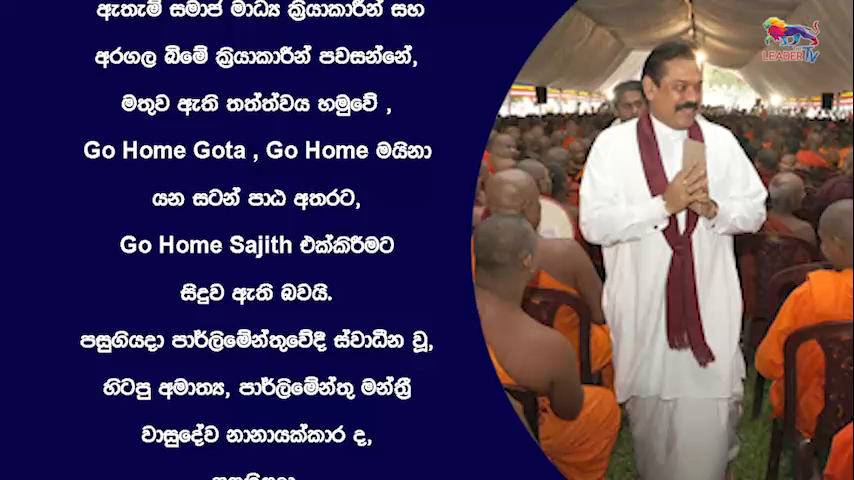 ඇතැම් සමාජ මාධ්‍ය ක්‍රියාකාරීන් සහ
අරගල බිමේ ක්‍රියාකාරීන් පවසන්නේ,
මතුව ඇති තත්ත්වය හමුවේ ,
Go Home Gota , Go Home මයිනා
යන සටන් පාඨ අතරට,
Go Home Sajith එක්කිරීමට
සිදුව ඇති බවයි.
පසුගියදා පාර්ලිමේන්තුවේදී ස්වාධීන වූ,
හිටපු අමාත්‍ය, පාර්ලිමේන්තු මන්ත්‍රී
වාසුදේව නානායක්කාර ද,
LEADER TV